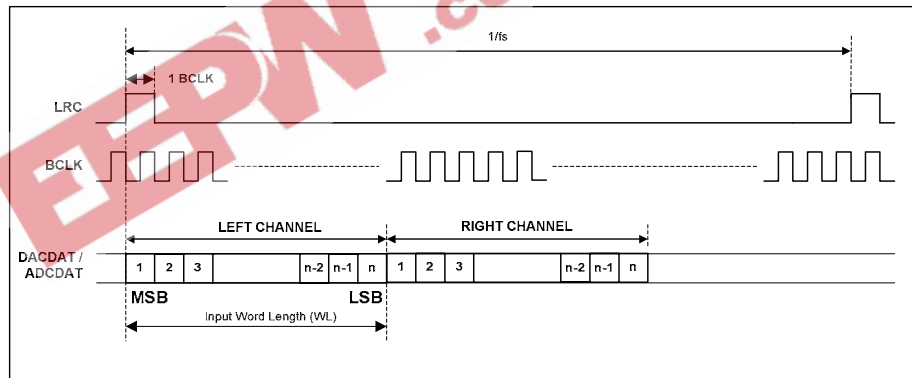 EEPW.co
1/fs
1 BCLK
LRC
BCLK
LEFT CHANNEL
RIGHT CHANNEL
DACDAT /
ADCDAT
1 2 3 n-2 n-1 n 1 2 3 n-2 n-1 n
MSB LSB
Input Word Length (WL)